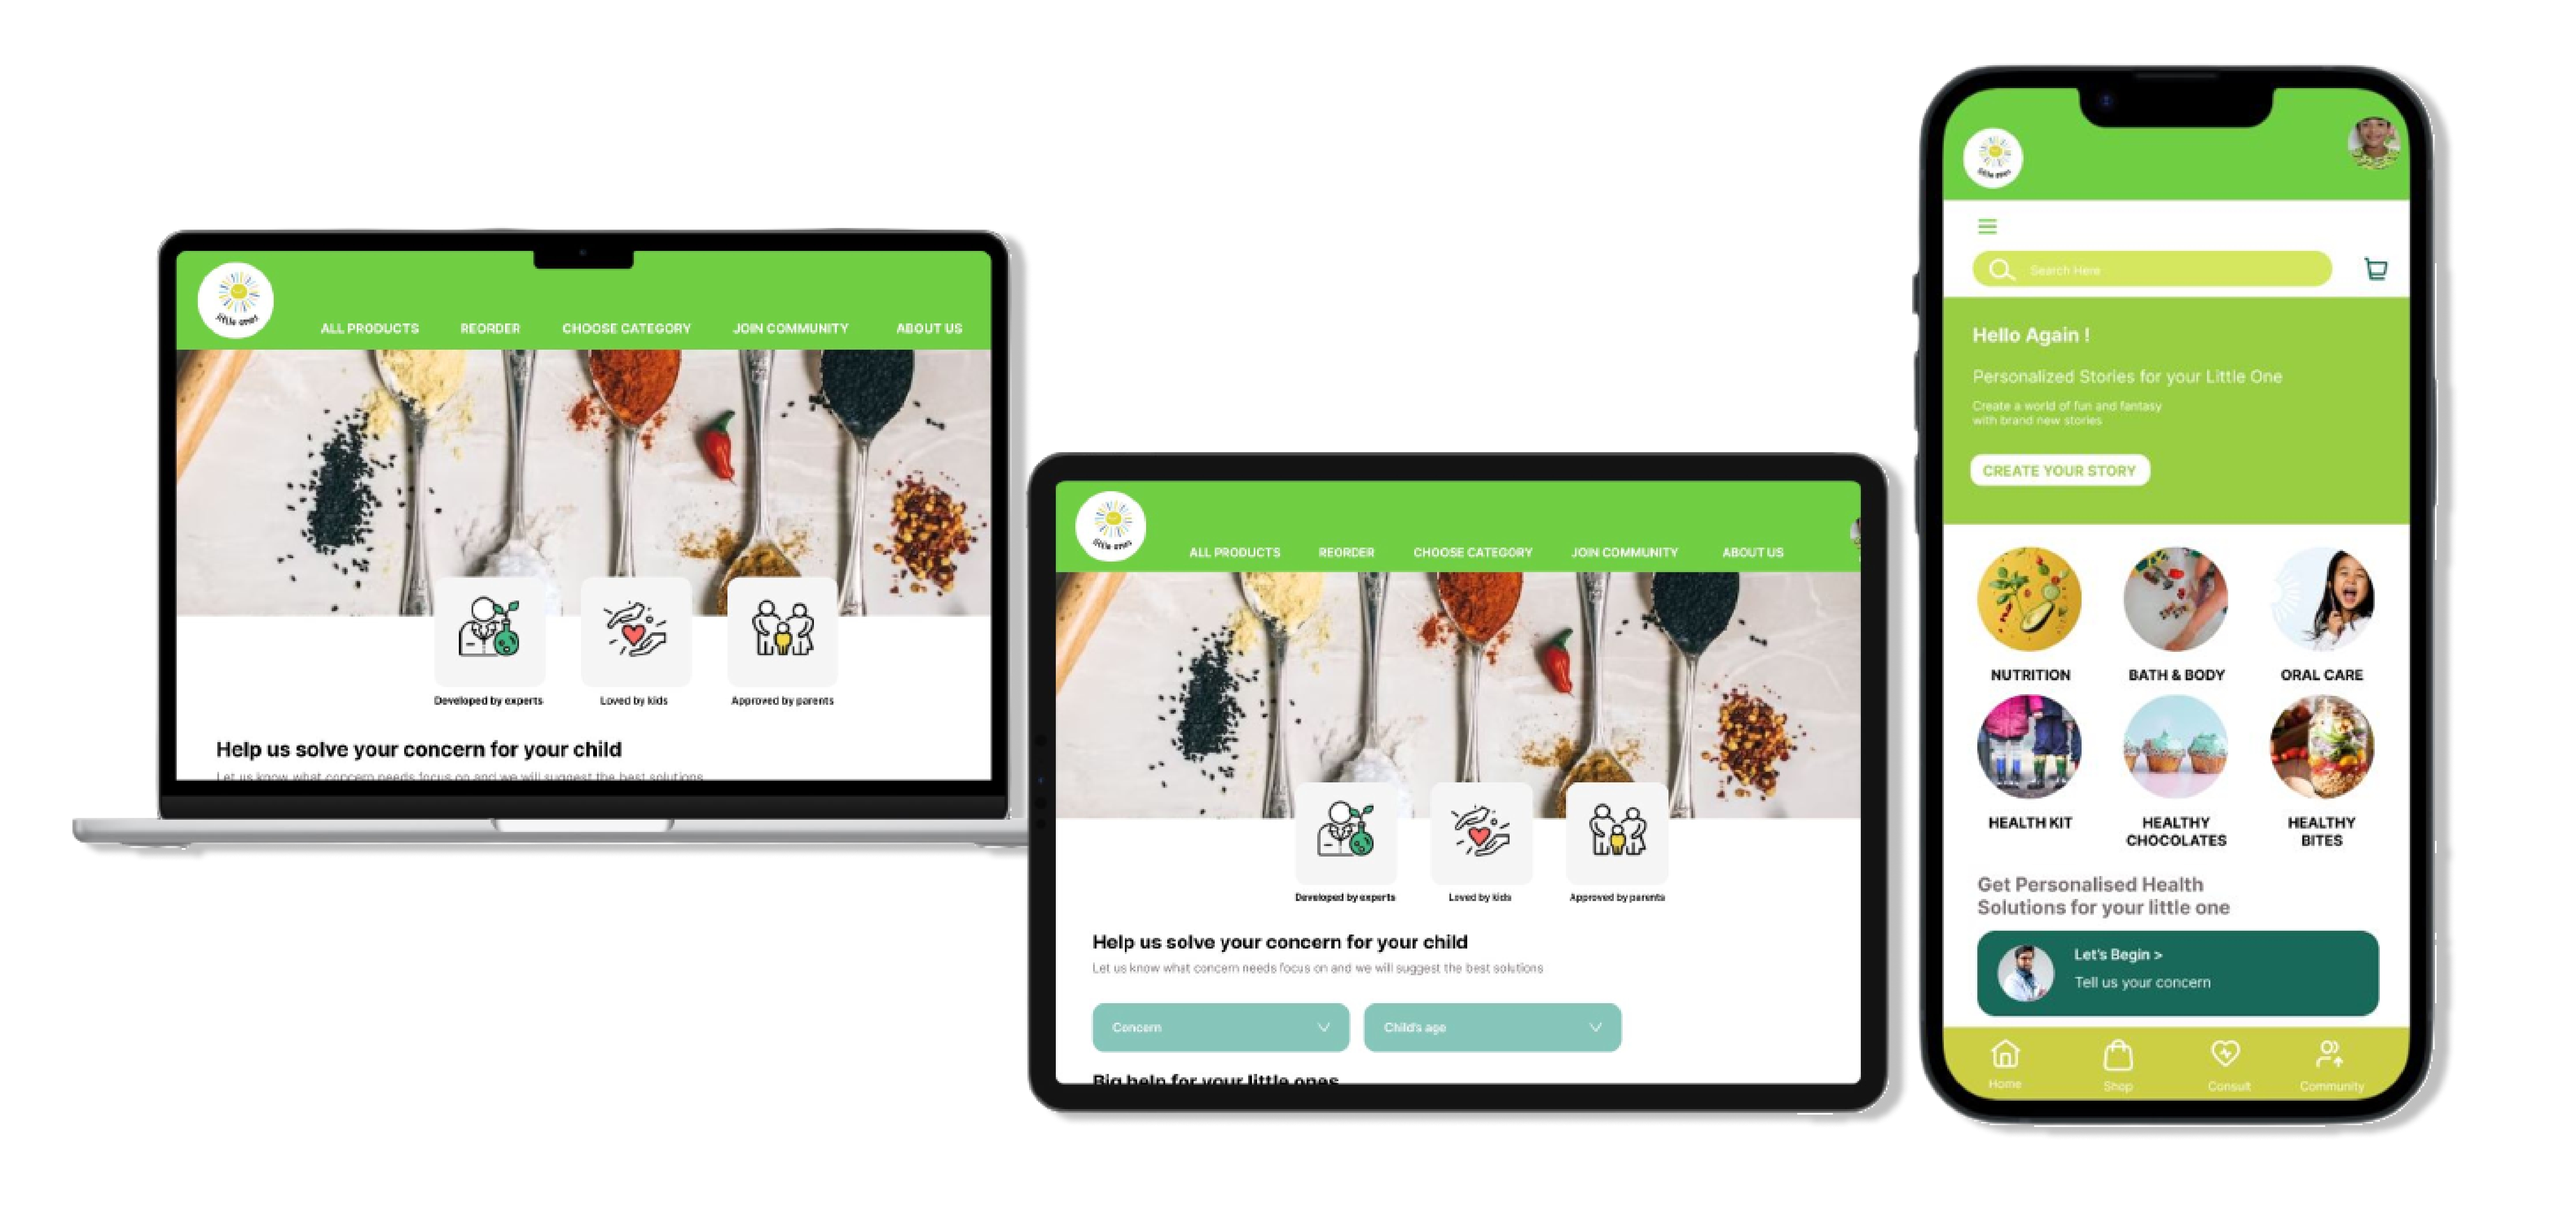 little ones
ALL PRODUCTS
REORDER
CHOOSE CATEGORY
JOIN COMMUNITY
ABOUT US
Developed by experts
Loved by kids
Approved by parents
Help us solve your concern for your child
Let us know what concern needs focus on and we will suggest the best solutions
little ones
ALL PRODUCTS
REORDER
CHOOSE CATEGORY
JOIN COMMUNITY
ABOUT US
Developed by experts
Loved by kids
Approved by parents
Help us solve your concern for your child
Let us know what concern needs focus on and we will suggest the best solutions
Concern
Child's age
Big help for your little ones
little ones
Search Here
Hello Again !
Personalized Stories for your Little One
Create a world of fun and fantasy
with brand new stories
CREATE YOUR STORY
NUTRITION
BATH & BODY
ORAL CARE
HEALTH KIT
HEALTHY
CHOCOLATES
HEALTHY
BITES
Get Personalised Health
Solutions for your little one
Let's Begin >
Tell us your concern
Home
Shop
Consult
Community